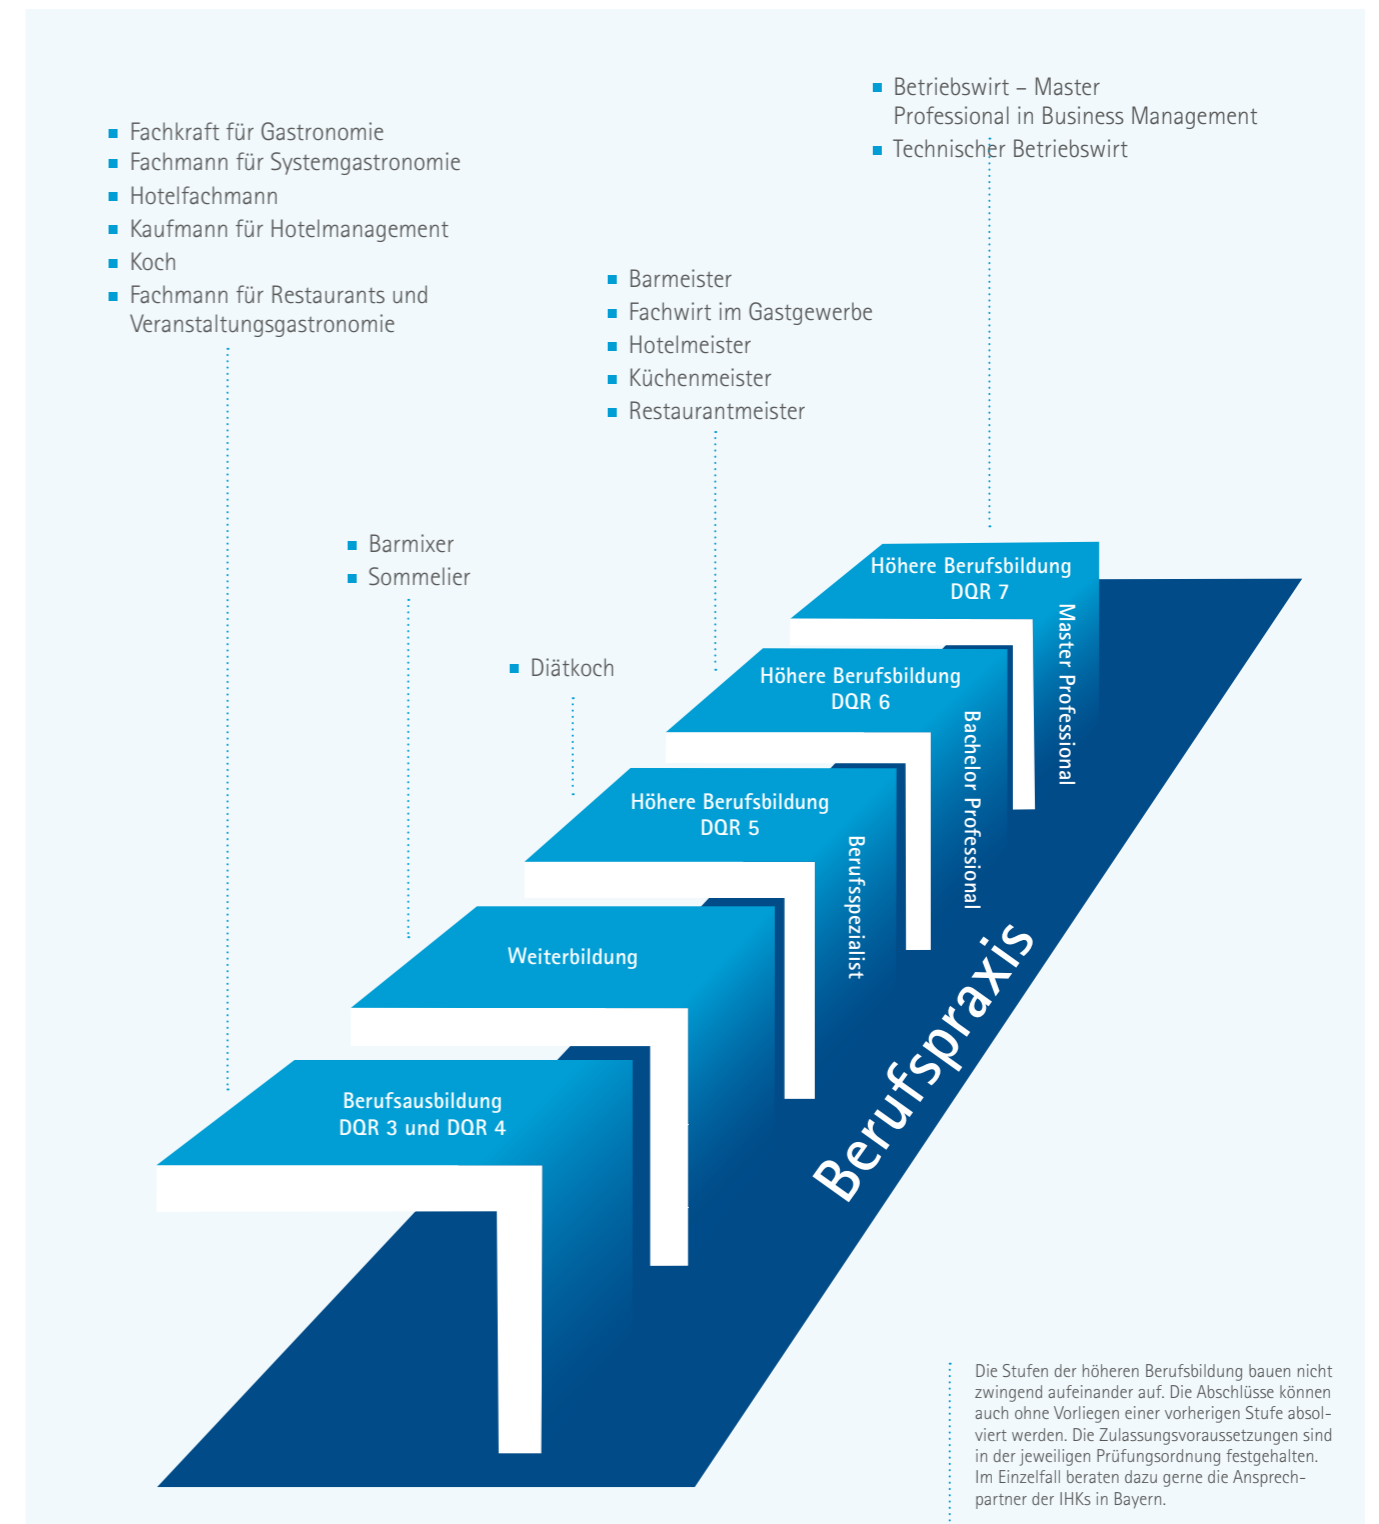 Betriebswirt – Master
Professional in Business Management
Technischer Betriebswirt
Fachkraft für Gastronomie
Fachmann für Systemgastronomie
Hotelfachmann
Kaufmann für Hotelmanagement
Koch
Fachmann für Restaurants und
Veranstaltungsgastronomie
Barmeister
Fachwirt im Gastgewerbe
Hotelmeister
Küchenmeister
Restaurantmeister
Barmixer
Sommelier
Diätkoch
Höhere Berufsbildung
DQR 7
Master Professional
Höhere Berufsbildung
DQR 6
Bachelor Professional
Höhere Berufsbildung
DQR 5
Berufsspezialist
Weiterbildung
Berufsausbildung
DQR 3 und DQR 4
Berufspraxis
Die Stufen der höheren Berufsbildung bauen nicht
zwingend aufeinander auf. Die Abschlüsse können
auch ohne Vorliegen einer vorherigen Stufe absol-
viert werden. Die Zulassungsvoraussetzungen sind
in der jeweiligen Prüfungsordnung festgehalten.
Im Einzelfall beraten dazu gerne die Ansprech-
partner der IHKs in Bayern.